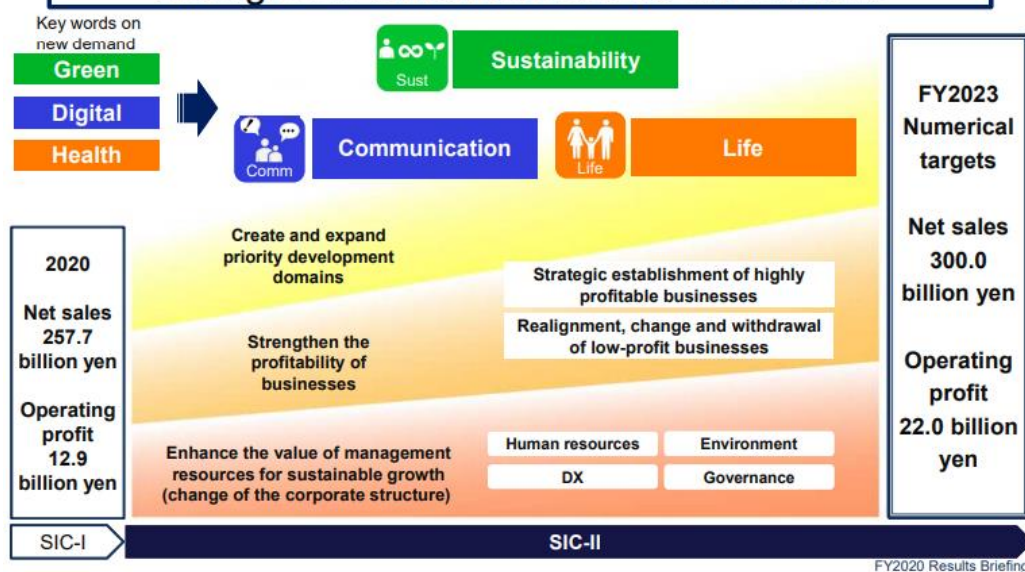 Key words on
new demand
Green
Digital
Health
Sust
Sustainability
Comm
Communication
Life
Life
2020
Net sales
257.7
billion yen
Operating
profit
12.9
billion yen
Create and expand
priority development
domains
Strengthen the
profitability of
businesses
Strategic establishment of highly
profitable businesses
Realignment, change and withdrawal
of low-profit businesses
Enhance the value of management
resources for sustainable growth
(change of the corporate structure)
Human resources
Environment
DX
Governance
FY2023
Numerical
targets
Net sales
300.0
billion yen
Operating
profit
22.0 billion
yen
SIC-I
SIC-II
FY2020 Results Briefing